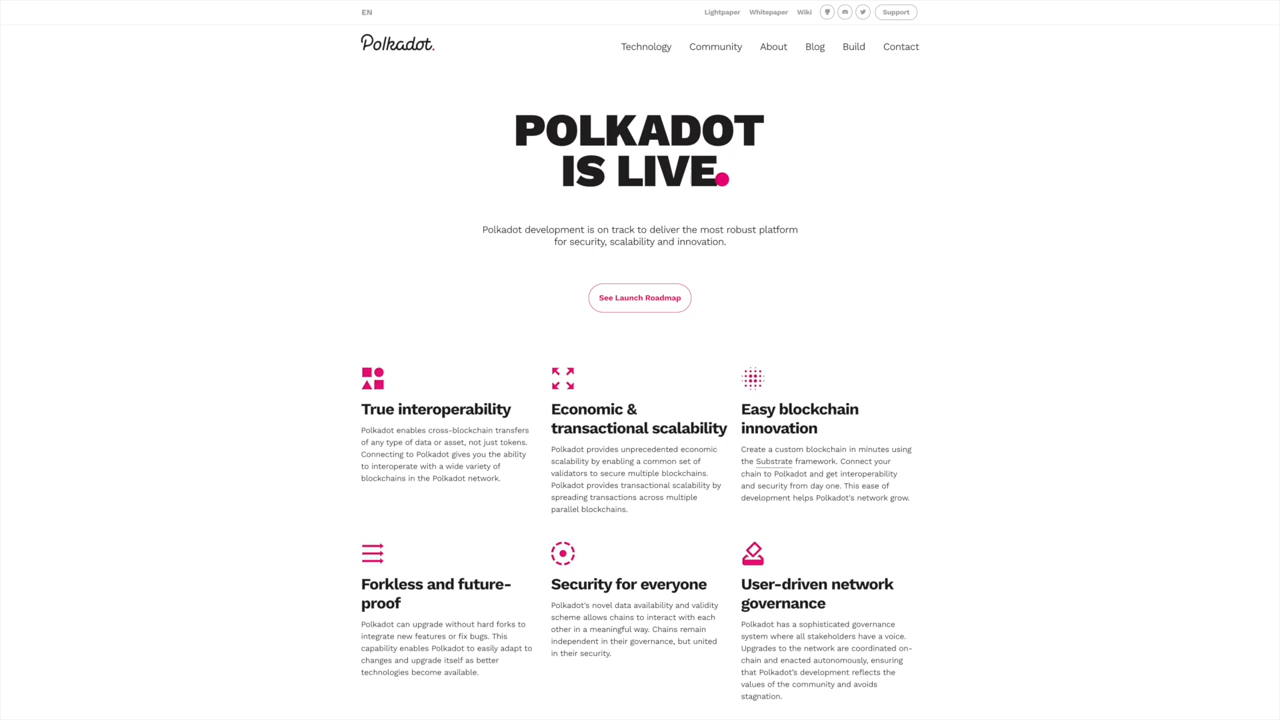 EN
Lightpaper Whitepaper Wiki Support
Polkadot.
Technology Community About Blog Build Contact
POLKADOT
IS LIVE.
Polkadot development is on track to deliver the most robust platform
for security, scalability and innovation.
See Launch Roadmap
True interoperability
Polkadot enables cross-blockchain transfers
of any type of data or asset, not just tokens.
Connecting to Polkadot gives you the ability
to interoperate with a wide variety of
blockchains in the Polkadot network.
Economic &
transactional scalability
Polkadot provides unprecedented economic
scalability by enabling a common set of
validators to secure multiple blockchains.
Polkadot provides transactional scalability by
spreading transactions across multiple
parallel blockchains.
Easy blockchain
innovation
Create a custom blockchain in minutes using
the Substrate framework. Connect your
chain to Polkadot and get interoperability
and security from day one. This ease of
development helps Polkadot's network grow.
Forkless and future-
proof
Polkadot can upgrade without hard forks to
integrate new features or fix bugs. This
capability enables Polkadot to easily adapt to
changes and upgrade itself as better
technologies become available.
Security for everyone
Polkadot's novel data availability and validity
scheme allows chains to interact with each
other in a meaningful way. Chains remain
independent in their governance, but united
in their security.
User-driven network
governance
Polkadot has a sophisticated governance
system where all stakeholders have a voice.
Upgrades to the network are coordinated on-
chain and enacted autonomously, ensuring
that Polkadot's development reflects the
values of the community and avoids
stagnation.